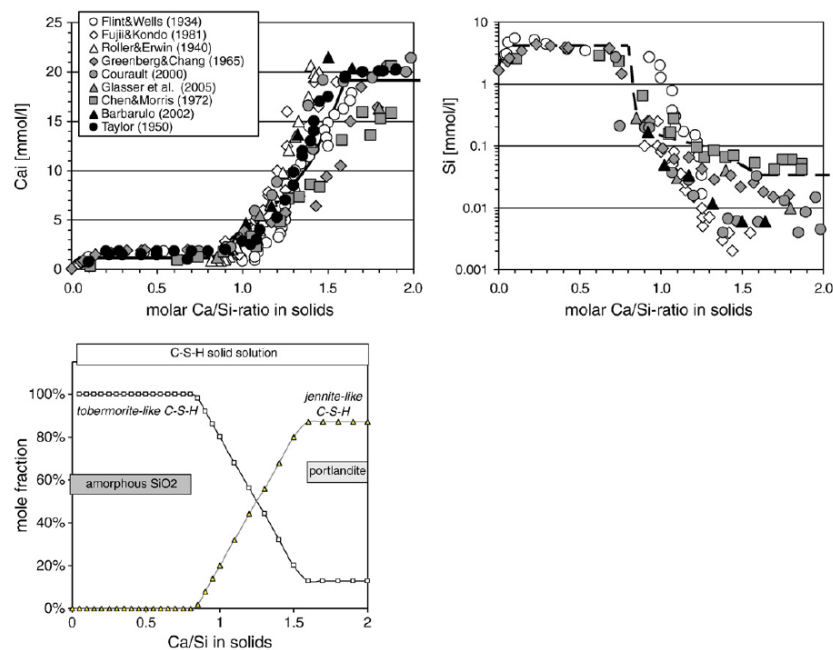 25
20
15
10
5
0
Cai [mmol/l]
Flint&Wells (1934)
Fujii&Kondo (1981)
Roller&Erwin (1940)
Greenberg&Chang (1965)
Courault (2000)
Glasser et al. (2005)
Chen&Morris (1972)
Barbarulo (2002)
Taylor (1950)
0.0 0.5 1.0 1.5 2.0
molar Ca/Si-ratio in solids
10
1
0.1
0.01
0.001
Si [mmol/l]
0.0 0.5 1.0 1.5 2.0
molar Ca/Si-ratio in solids
C-S-H solid solution
100%
80%
60%
40%
20%
0%
mole fraction
tobermorite-like C-S-H
jennite-like
C-S-H
amorphous SiO2
portlandite
0 0.5 1 1.5 2
Ca/Si in solids